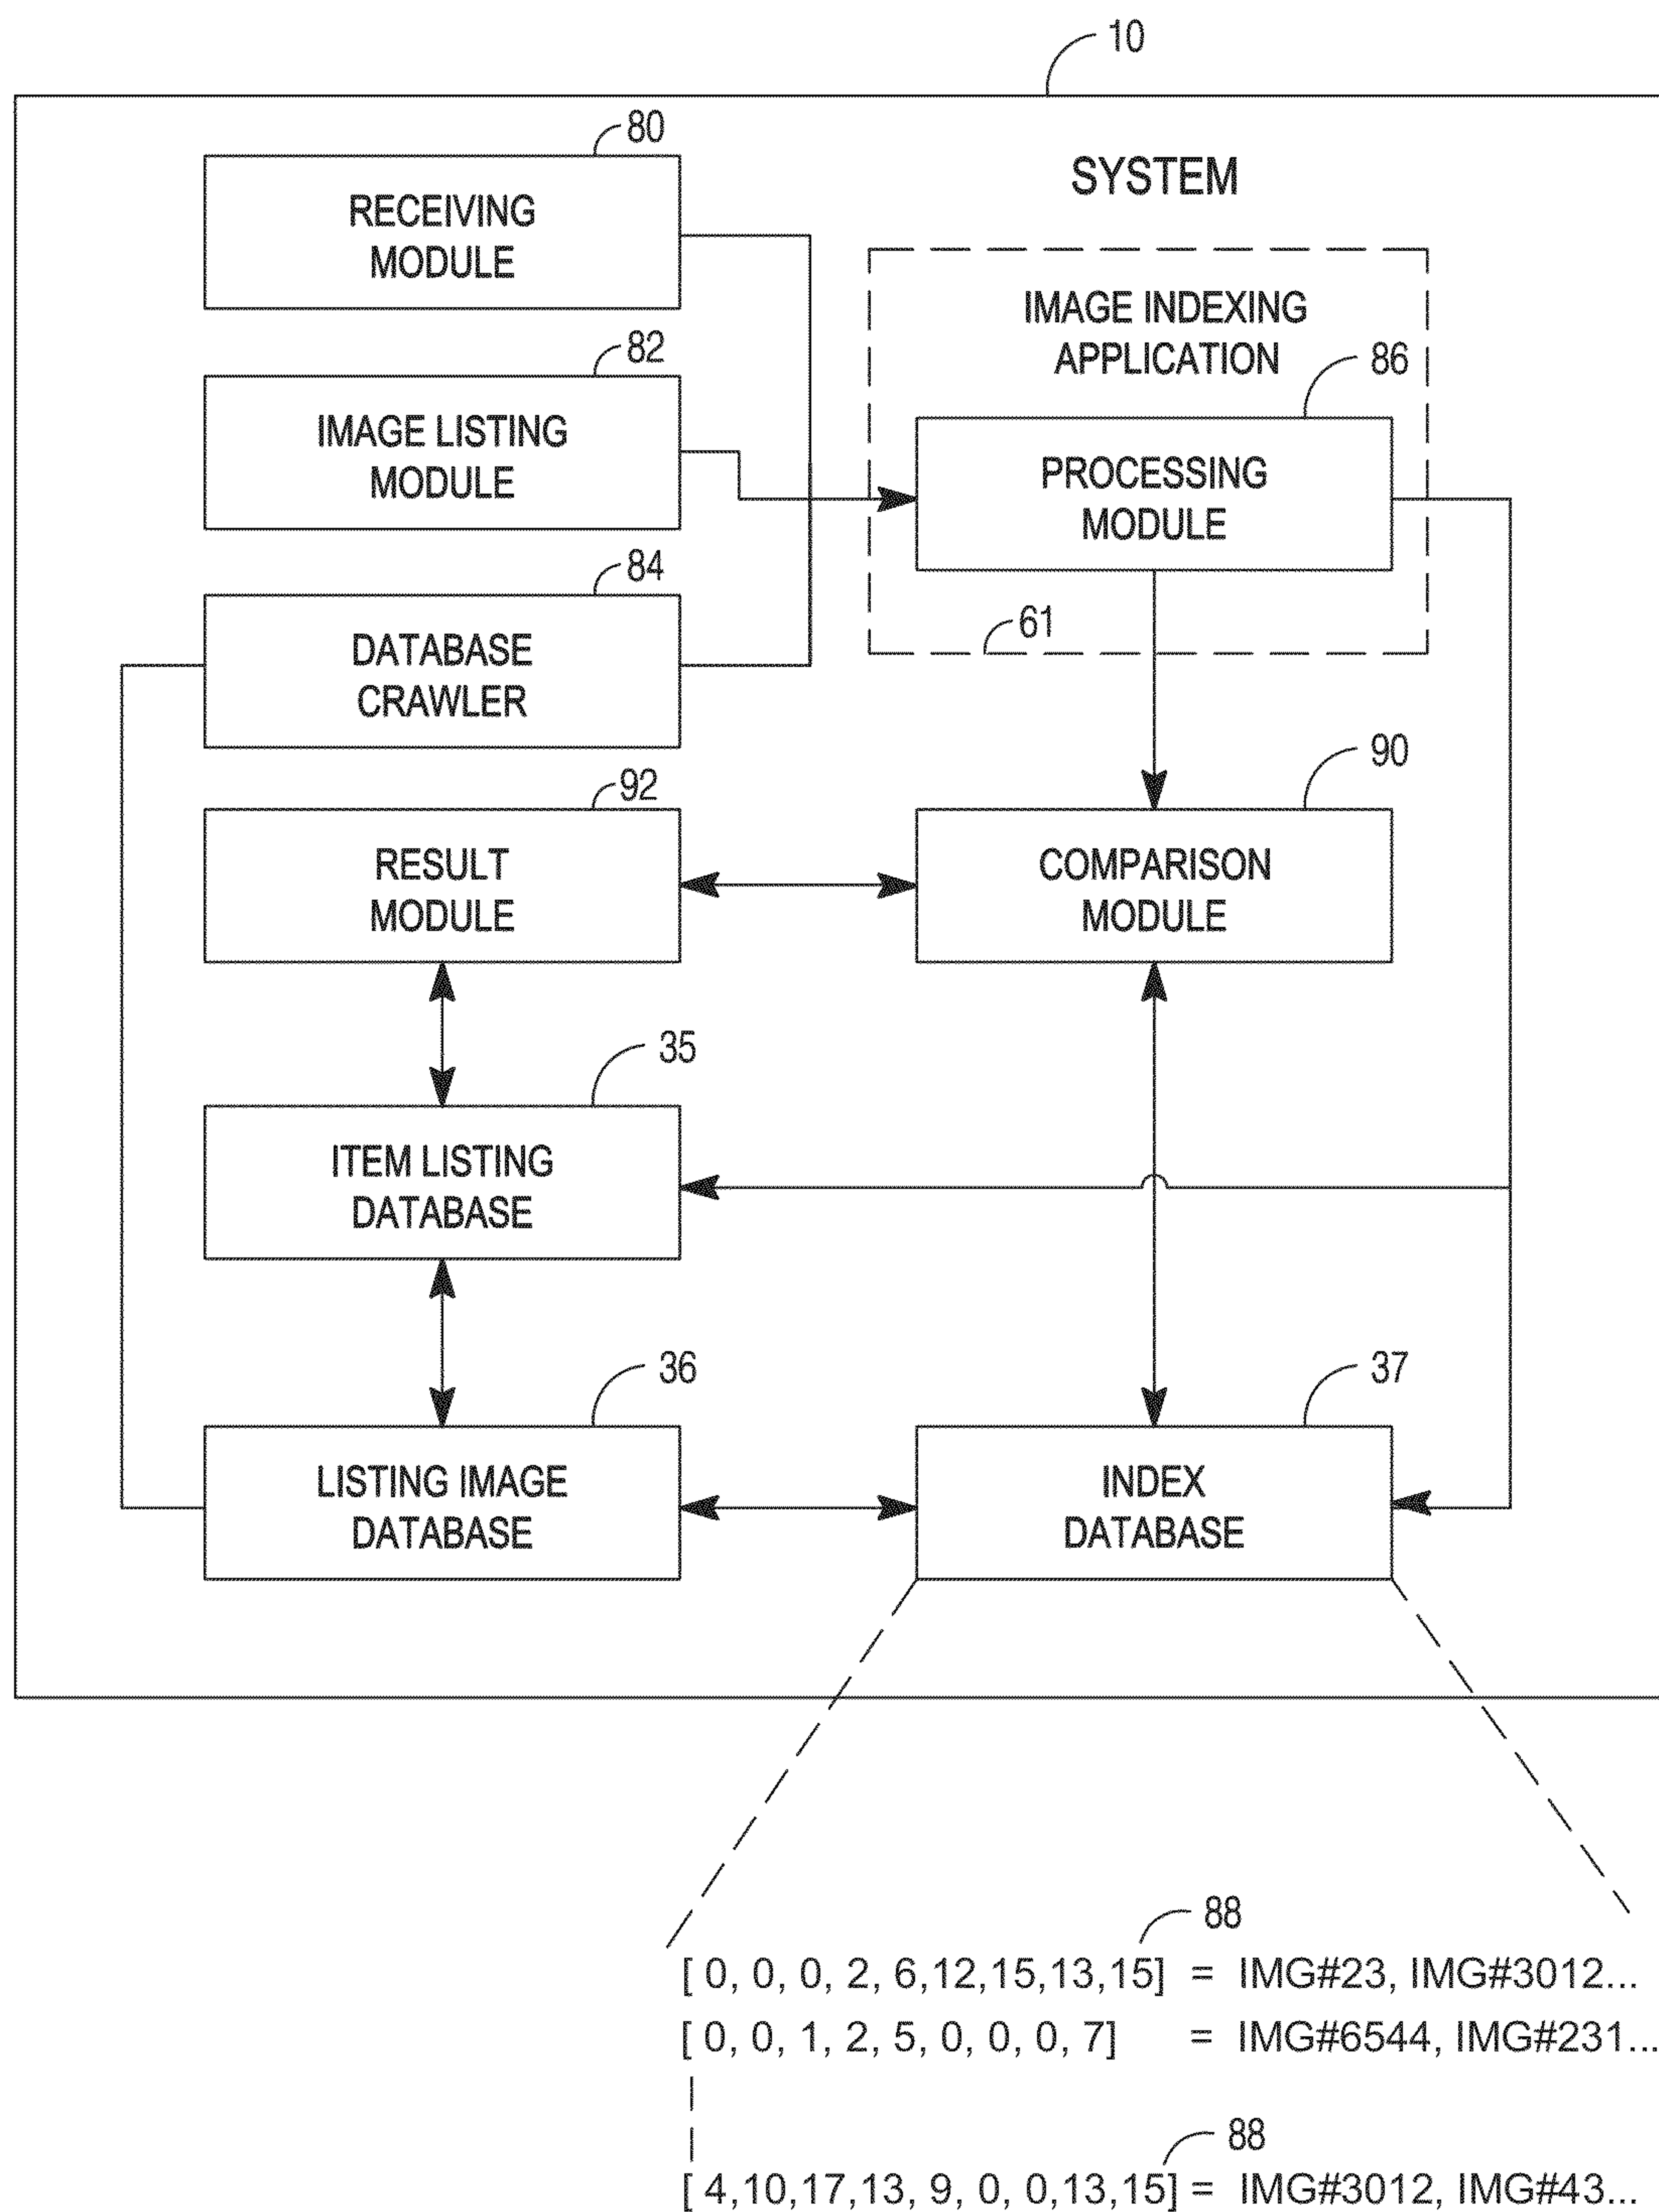 10
SYSTEM
80
RECEIVING
MODULE
IMAGE INDEXING
APPLICATION
82
IMAGE LISTING
MODULE
86
PROCESSING
MODULE
84
DATABASE
CRAWLER
61
92
RESULT
MODULE
90
COMPARISON
MODULE
35
ITEM LISTING
DATABASE
36
LISTING IMAGE
DATABASE
37
INDEX
DATABASE
88
[ 0, 0, 0, 2, 6,12,15,13,15] = IMG#23, IMG#3012...
[ 0, 0, 1, 2, 5, 0, 0, 0, 7] = IMG#6544, IMG#231...
88
[ 4,10,17,13, 9, 0, 0,13,15] = IMG#3012, IMG#43...